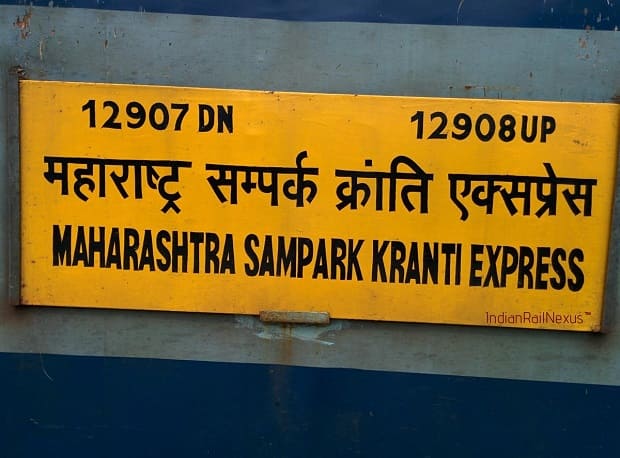 12907 DN 12908 UP
महाराष्ट्र सम्पर्क क्रांति एक्सप्रेस
MAHARASHTRA SAMPARK KRANTI EXPRESS
IndianRailNexus™